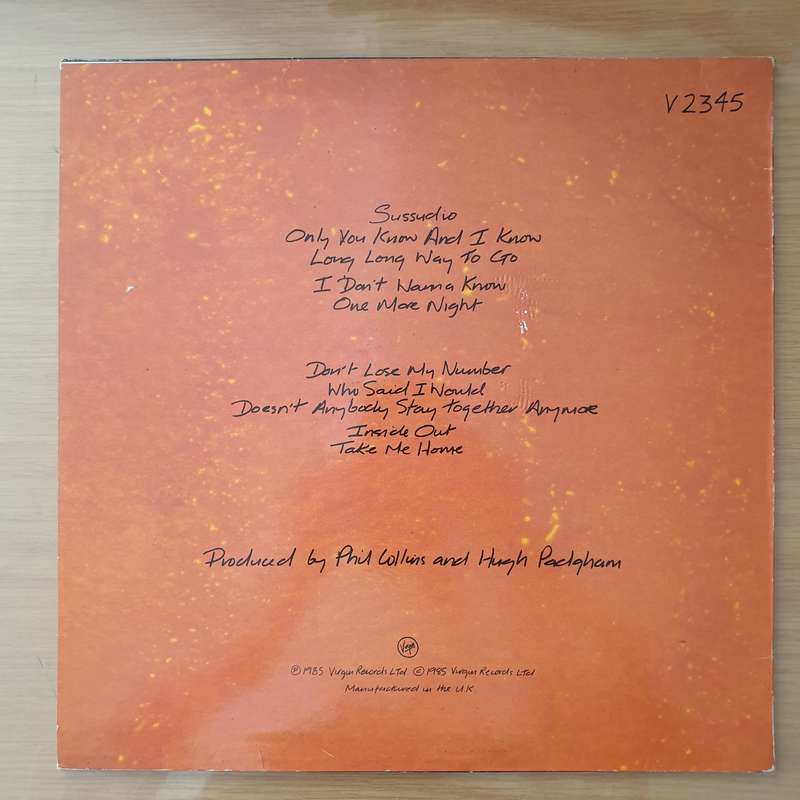 V2345
Sussudio
Only You Know And I Know
Long Long Way To Go
I Don't Wanna Know
One More Night
Don't Lose My Number
Who Said I Would
Doesn't Anybody Stay Together Anymore
Inside Out
Take Me Home
Produced by Phil Collins and Hugh Padgham
Virgin
℗ 1985 Virgin Records Ltd © 1985 Virgin Records Ltd
Manufactured in the U.K.